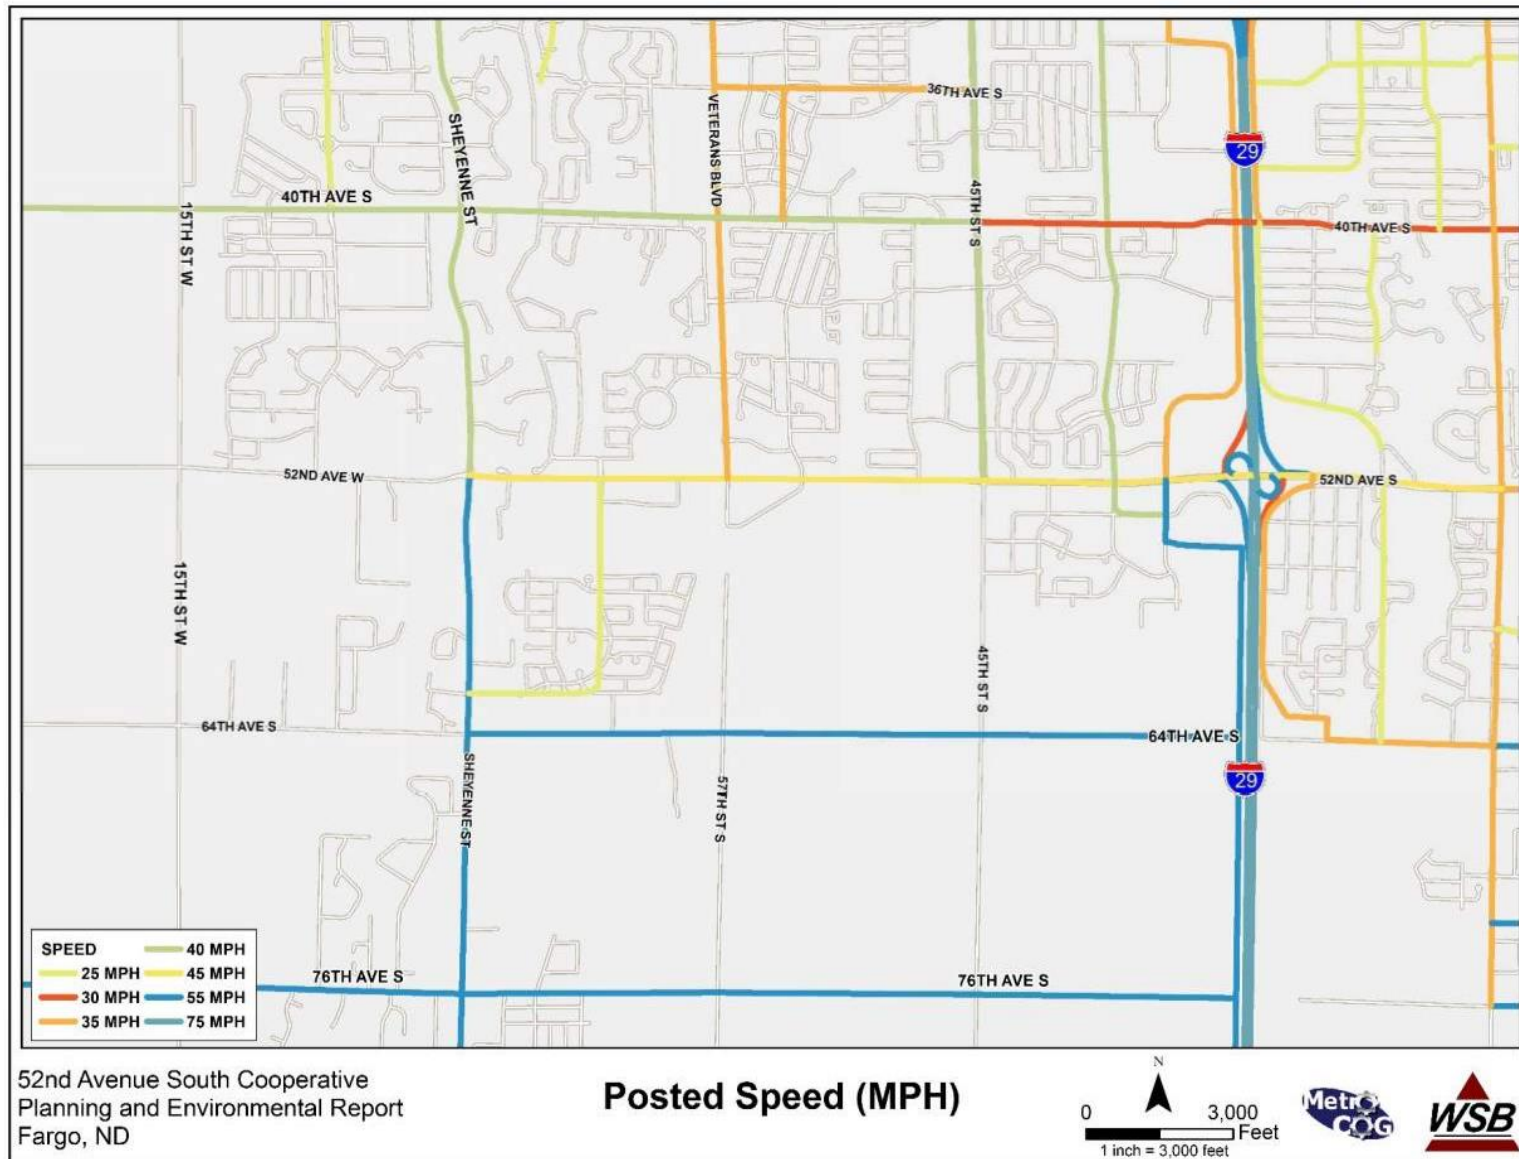 36TH AVE S
VETERANS BLVD
SHEYENNE ST
29
40TH AVE S
45TH ST S
15TH ST W
40TH AVE S
52ND AVE W
52ND AVE S
15TH ST W
45TH ST S
64TH AVE S
64TH AVE S
SHEYENNE ST
57TH ST S
29
76TH AVE S
76TH AVE S
SPEED
25 MPH
30 MPH
35 MPH
40 MPH
45 MPH
55 MPH
75 MPH
52nd Avenue South Cooperative
Planning and Environmental Report
Fargo, ND
Posted Speed (MPH)
N
0 3,000
Feet
1 inch = 3,000 feet
Metro
COG
WSB